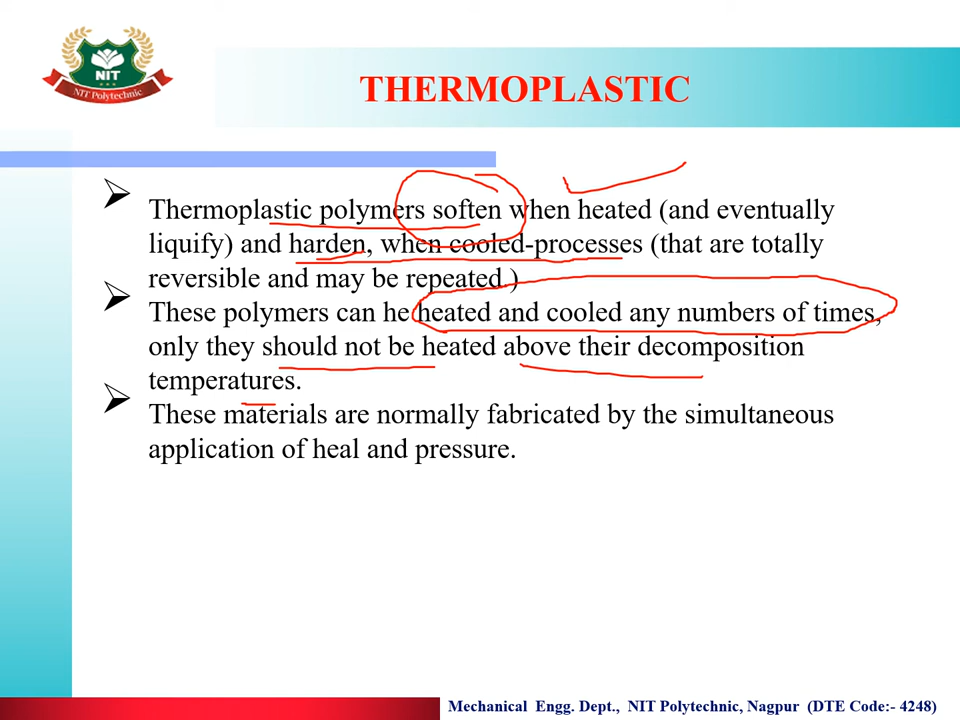 NIT
NIT Polytechnic
THERMOPLASTIC
Thermoplastic polymers soften when heated (and eventually
liquify) and harden, when cooled-processes (that are totally
reversible and may be repeated.)
These polymers can he heated and cooled any numbers of times,
only they should not be heated above their decomposition
temperatures.
These materials are normally fabricated by the simultaneous
application of heal and pressure.
Mechanical Engg. Dept., NIT Polytechnic, Nagpur (DTE Code:- 4248)